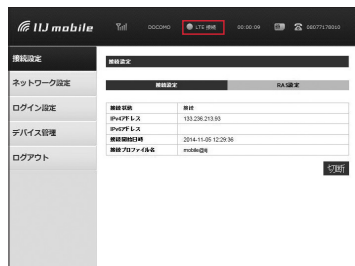 IIJ mobile
DOCOMO LTE 接続 00:00:09 08077178010
接続設定
ネットワーク設定
ログイン設定
デバイス管理
ログアウト
接続設定
接続設定 RAS設定
接続状態 接続
IPv4アドレス 133.236.213.93
IPv6アドレス
接続開始日時 2014-11-05 12:29:36
接続プロファイル名 mobile@iij
切断